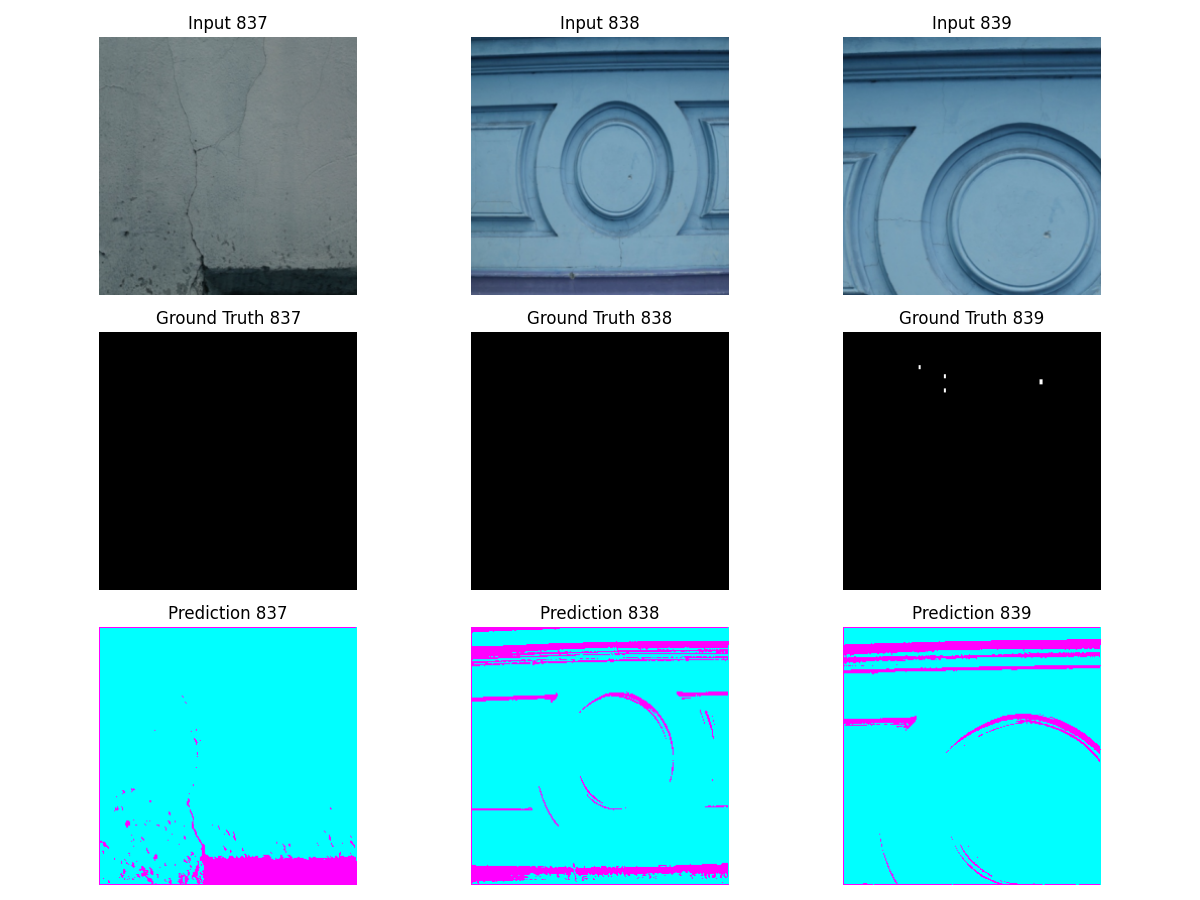 Input 837
Input 838
Input 839
Ground Truth 837
Ground Truth 838
Ground Truth 839
Prediction 837
Prediction 838
Prediction 839